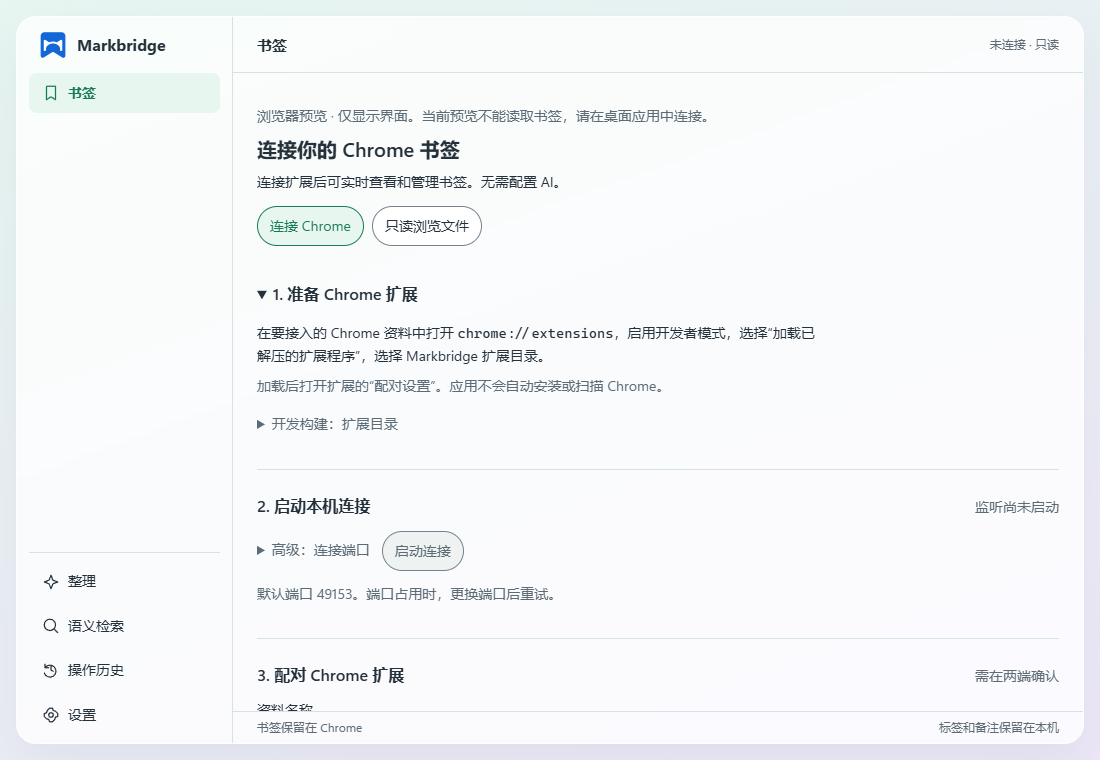 Markbridge
书签
整理
语义检索
操作历史
设置
书签
未连接 · 只读
浏览器预览 · 仅显示界面。当前预览不能读取书签，请在桌面应用中连接。
连接你的 Chrome 书签
连接扩展后可实时查看和管理书签。无需配置 AI。
连接 Chrome
只读浏览文件
▼ 1. 准备 Chrome 扩展
在要接入的 Chrome 资料中打开 chrome://extensions，启用开发者模式，选择“加载已
解压的扩展程序”，选择 Markbridge 扩展目录。
加载后打开扩展的“配对设置”。应用不会自动安装或扫描 Chrome。
▶ 开发构建：扩展目录
2. 启动本机连接
监听尚未启动
▶ 高级：连接端口
启动连接
默认端口 49153。端口占用时，更换端口后重试。
3. 配对 Chrome 扩展
需在两端确认
资料名称
书签保留在 Chrome
标签和备注保留在本机